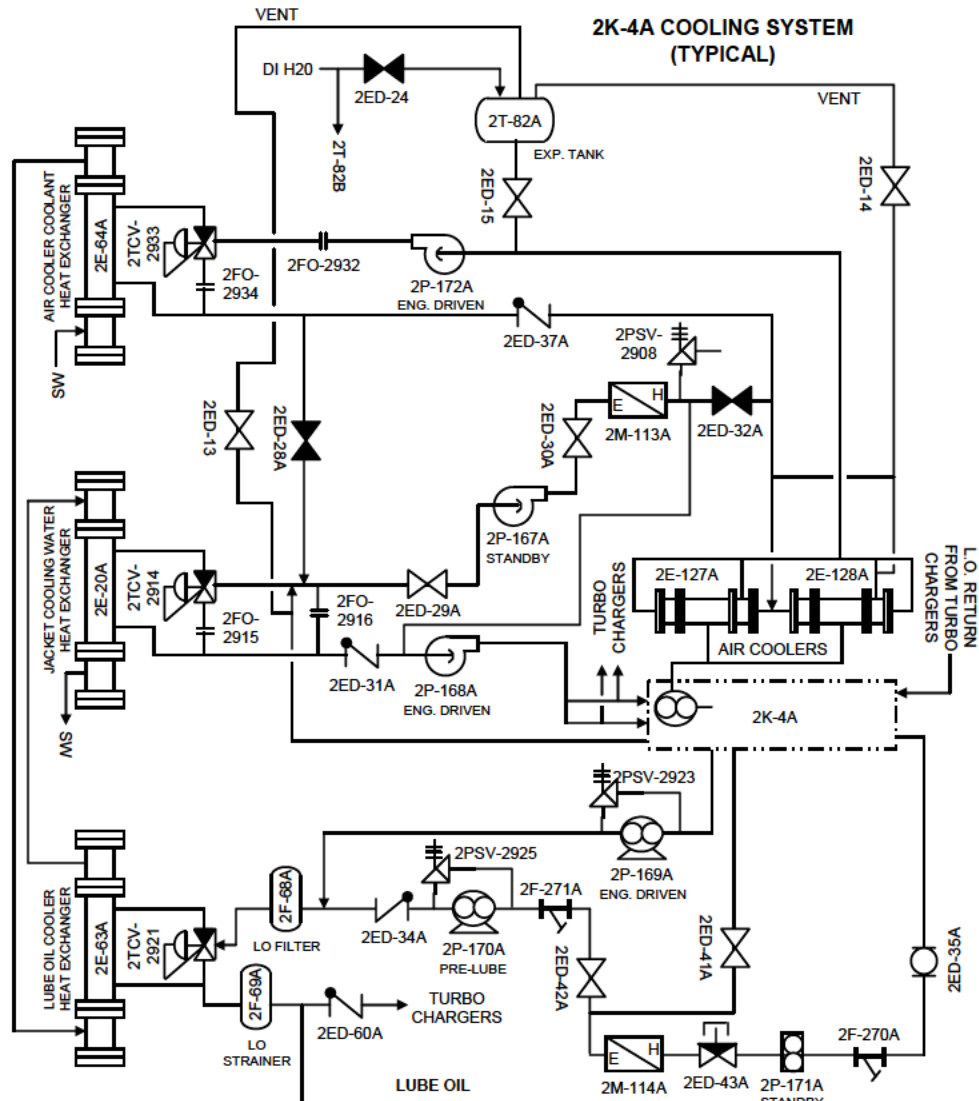 VENT
2K-4A COOLING SYSTEM
(TYPICAL)
DI H20
2ED-24
2T-82B
2T-82A
EXP. TANK
VENT
2ED-15
2ED-14
AIR COOLER COOLANT
HEAT EXCHANGER
2E-64A
2TCV-
2933
2FO-
2934
2FO-2932
2P-172A
ENG. DRIVEN
2ED-37A
2PSV-
2908
SW
2ED-13
2ED-28A
2ED-30A
E H
2M-113A
2ED-32A
2P-167A
STANDBY
JACKET COOLING WATER
HEAT EXCHANGER
2E-20A
2TCV-
2914
2FO-
2915
2FO-
2916
2ED-29A
2ED-31A
2P-168A
ENG. DRIVEN
TURBO
CHARGERS
2E-127A
2E-128A
AIR COOLERS
L.O. RETURN
FROM TURBO
CHARGERS
2K-4A
SW
2PSV-2923
2P-169A
ENG. DRIVEN
LUBE OIL COOLER
HEAT EXCHANGER
2E-63A
2TCV-
2921
2F-68A
LO FILTER
2ED-34A
2PSV-2925
2P-170A
PRE-LUBE
2F-271A
2ED-42A
2ED-41A
2ED-35A
2F-69A
LO
STRAINER
2ED-60A
TURBO
CHARGERS
E H
2M-114A
2ED-43A
2P-171A
STANDBY
2F-270A
LUBE OIL